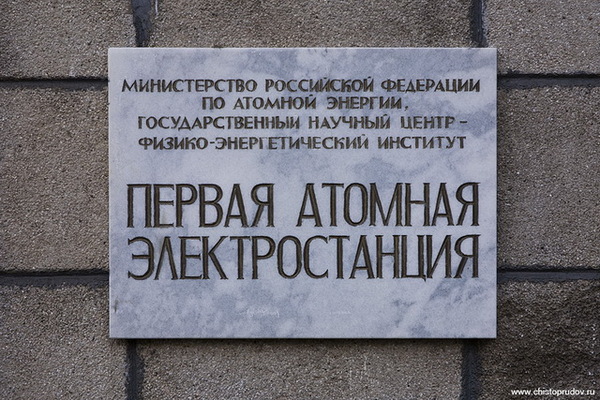 МИНИСТЕРСТВО РОССИЙСКОЙ ФЕДЕРАЦИИ
ПО АТОМНОЙ ЭНЕРГИИ,
ГОСУДАРСТВЕННЫЙ НАУЧНЫЙ ЦЕНТР –
ФИЗИКО-ЭНЕРГЕТИЧЕСКИЙ ИНСТИТУТ
ПЕРВАЯ АТОМНАЯ
ЭЛЕКТРОСТАНЦИЯ
www.chistoprudov.ru